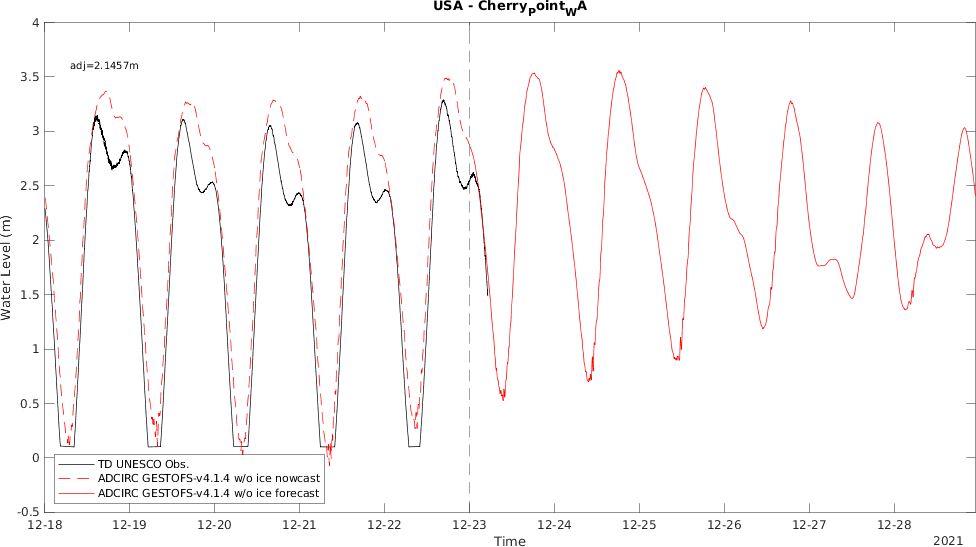 USA - CherryPointWA
4
adj=2.1457m
3.5
3
2.5
2
1.5
1
0.5
0
-0.5
Water Level (m)
TD UNESCO Obs.
ADCIRC GESTOFS-v4.1.4 w/o ice nowcast
ADCIRC GESTOFS-v4.1.4 w/o ice forecast
12-18 12-19 12-20 12-21 12-22 12-23 12-24 12-25 12-26 12-27 12-28
Time
2021